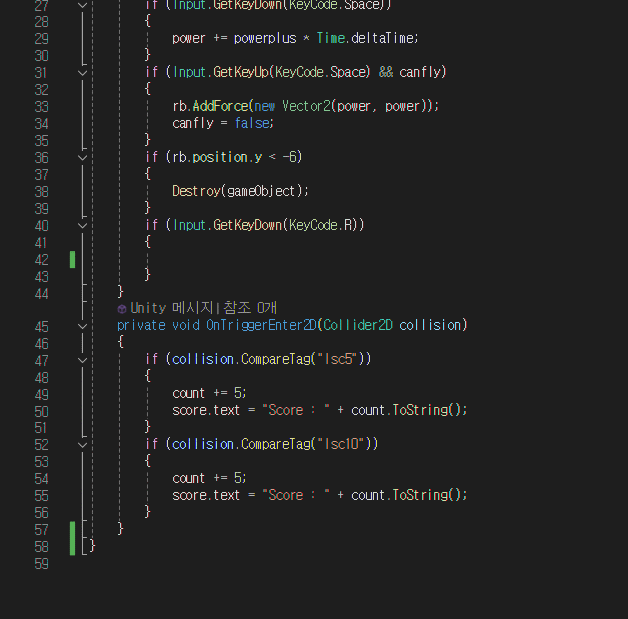 27 if (Input.GetKeyDown(KeyCode.Space))
28 {
29 power += powerplus * Time.deltaTime;
30 }
31 if (Input.GetKeyUp(KeyCode.Space) && canfly)
32 {
33 rb.AddForce(new Vector2(power, power));
34 canfly = false;
35 }
36 if (rb.position.y < -6)
37 {
38 Destroy(gameObject);
39 }
40 if (Input.GetKeyDown(KeyCode.R))
41 {
42
43 }
44 }
Unity 메시지 | 참조 0개
45 private void OnTriggerEnter2D(Collider2D collision)
46 {
47 if (collision.CompareTag("lsc5"))
48 {
49 count += 5;
50 score.text = "Score : " + count.ToString();
51 }
52 if (collision.CompareTag("lsc10"))
53 {
54 count += 5;
55 score.text = "Score : " + count.ToString();
56 }
57 }
58 }
59